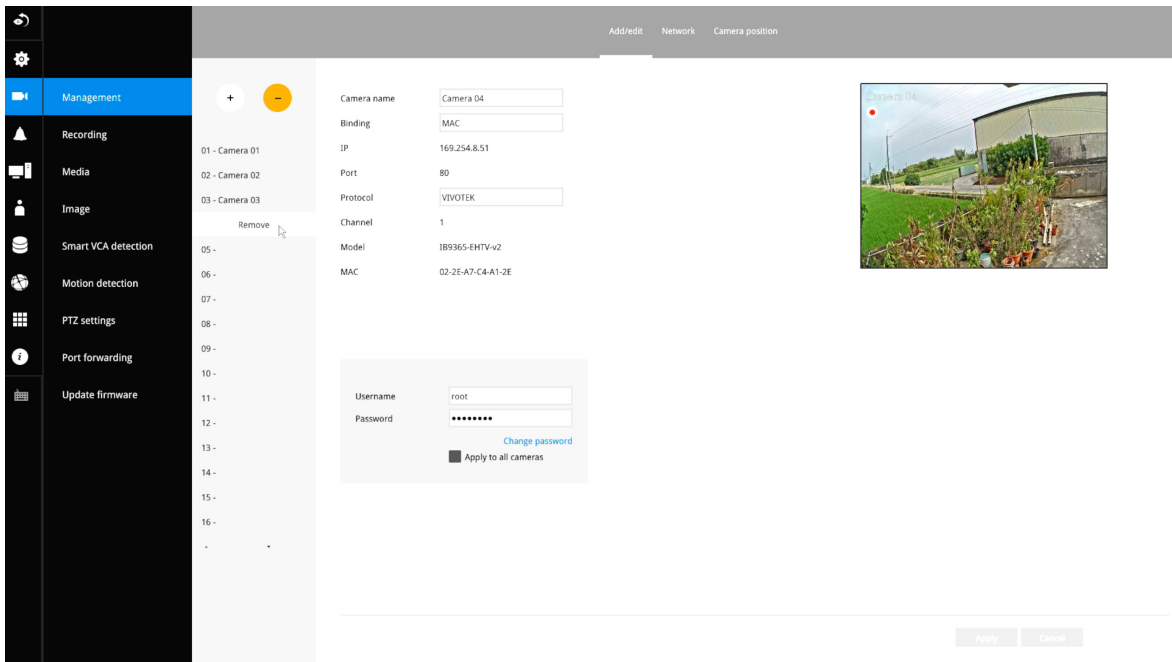 Add/edit Network Camera position
Management
Recording
Media
Image
Smart VCA detection
Motion detection
PTZ settings
Port forwarding
Update firmware
+ -
01 - Camera 01
02 - Camera 02
03 - Camera 03
Remove
05 -
06 -
07 -
08 -
09 -
10 -
11 -
12 -
13 -
14 -
15 -
16 -
Camera name Camera 04
Binding MAC
IP 169.254.8.51
Port 80
Protocol VIVOTEK
Channel 1
Model IB9365-EHTV-v2
MAC 02-2E-A7-C4-A1-2E
Username root
Password ••••••••
Change password
Apply to all cameras
Camera 04
Apply Cancel